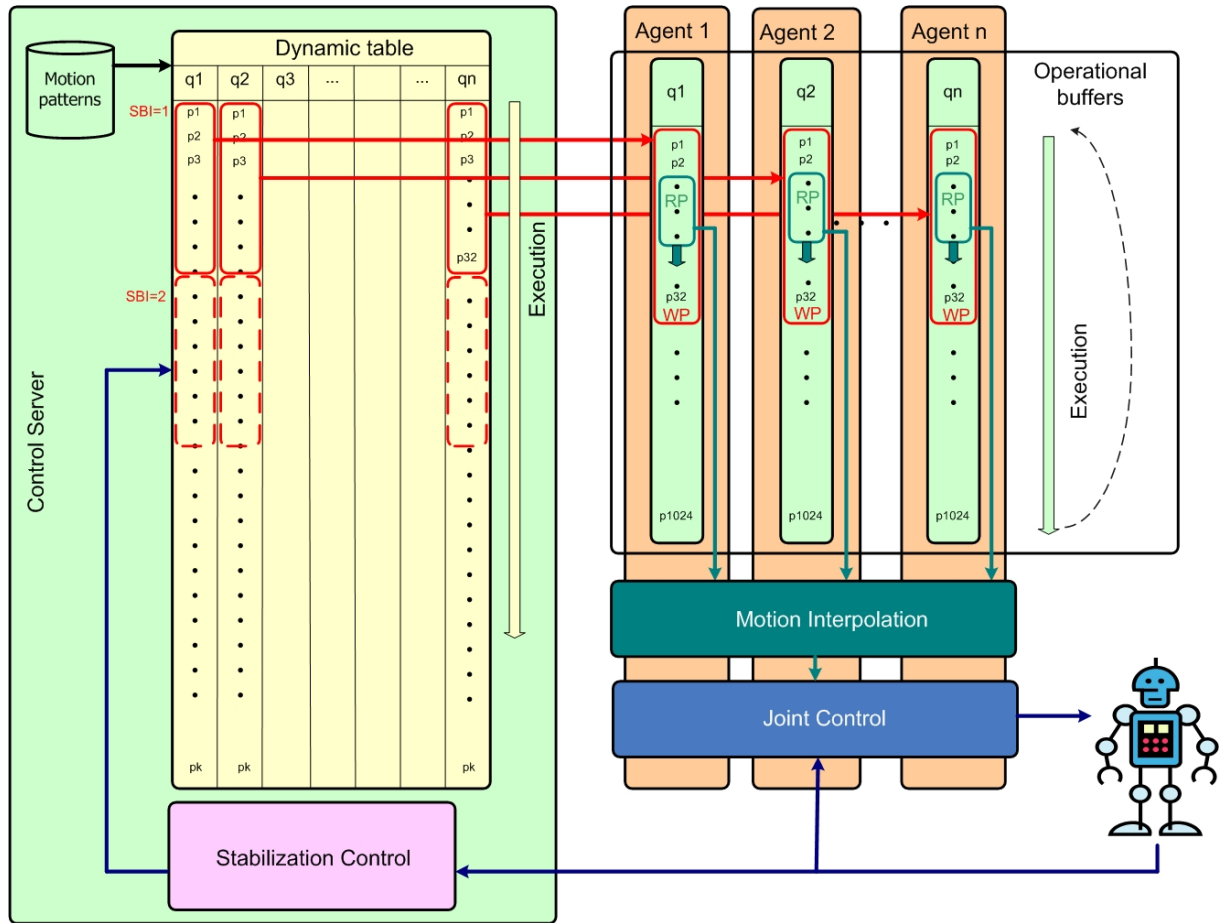 Dynamic table
Motion
patterns
q1 q2 q3 ... ... qn
SBI=1
p1 p1 p1
p2 p2 p2
p3 p3 p3
p32
SBI=2
Execution
pk pk pk
Control Server
Stabilization Control
Agent 1 Agent 2 Agent n
Operational
buffers
q1 q2 qn
p1 p1 p1
p2 p2 p2
RP RP RP
p32 p32 p32
WP WP WP
Execution
p1024 p1024 p1024
Motion Interpolation
Joint Control